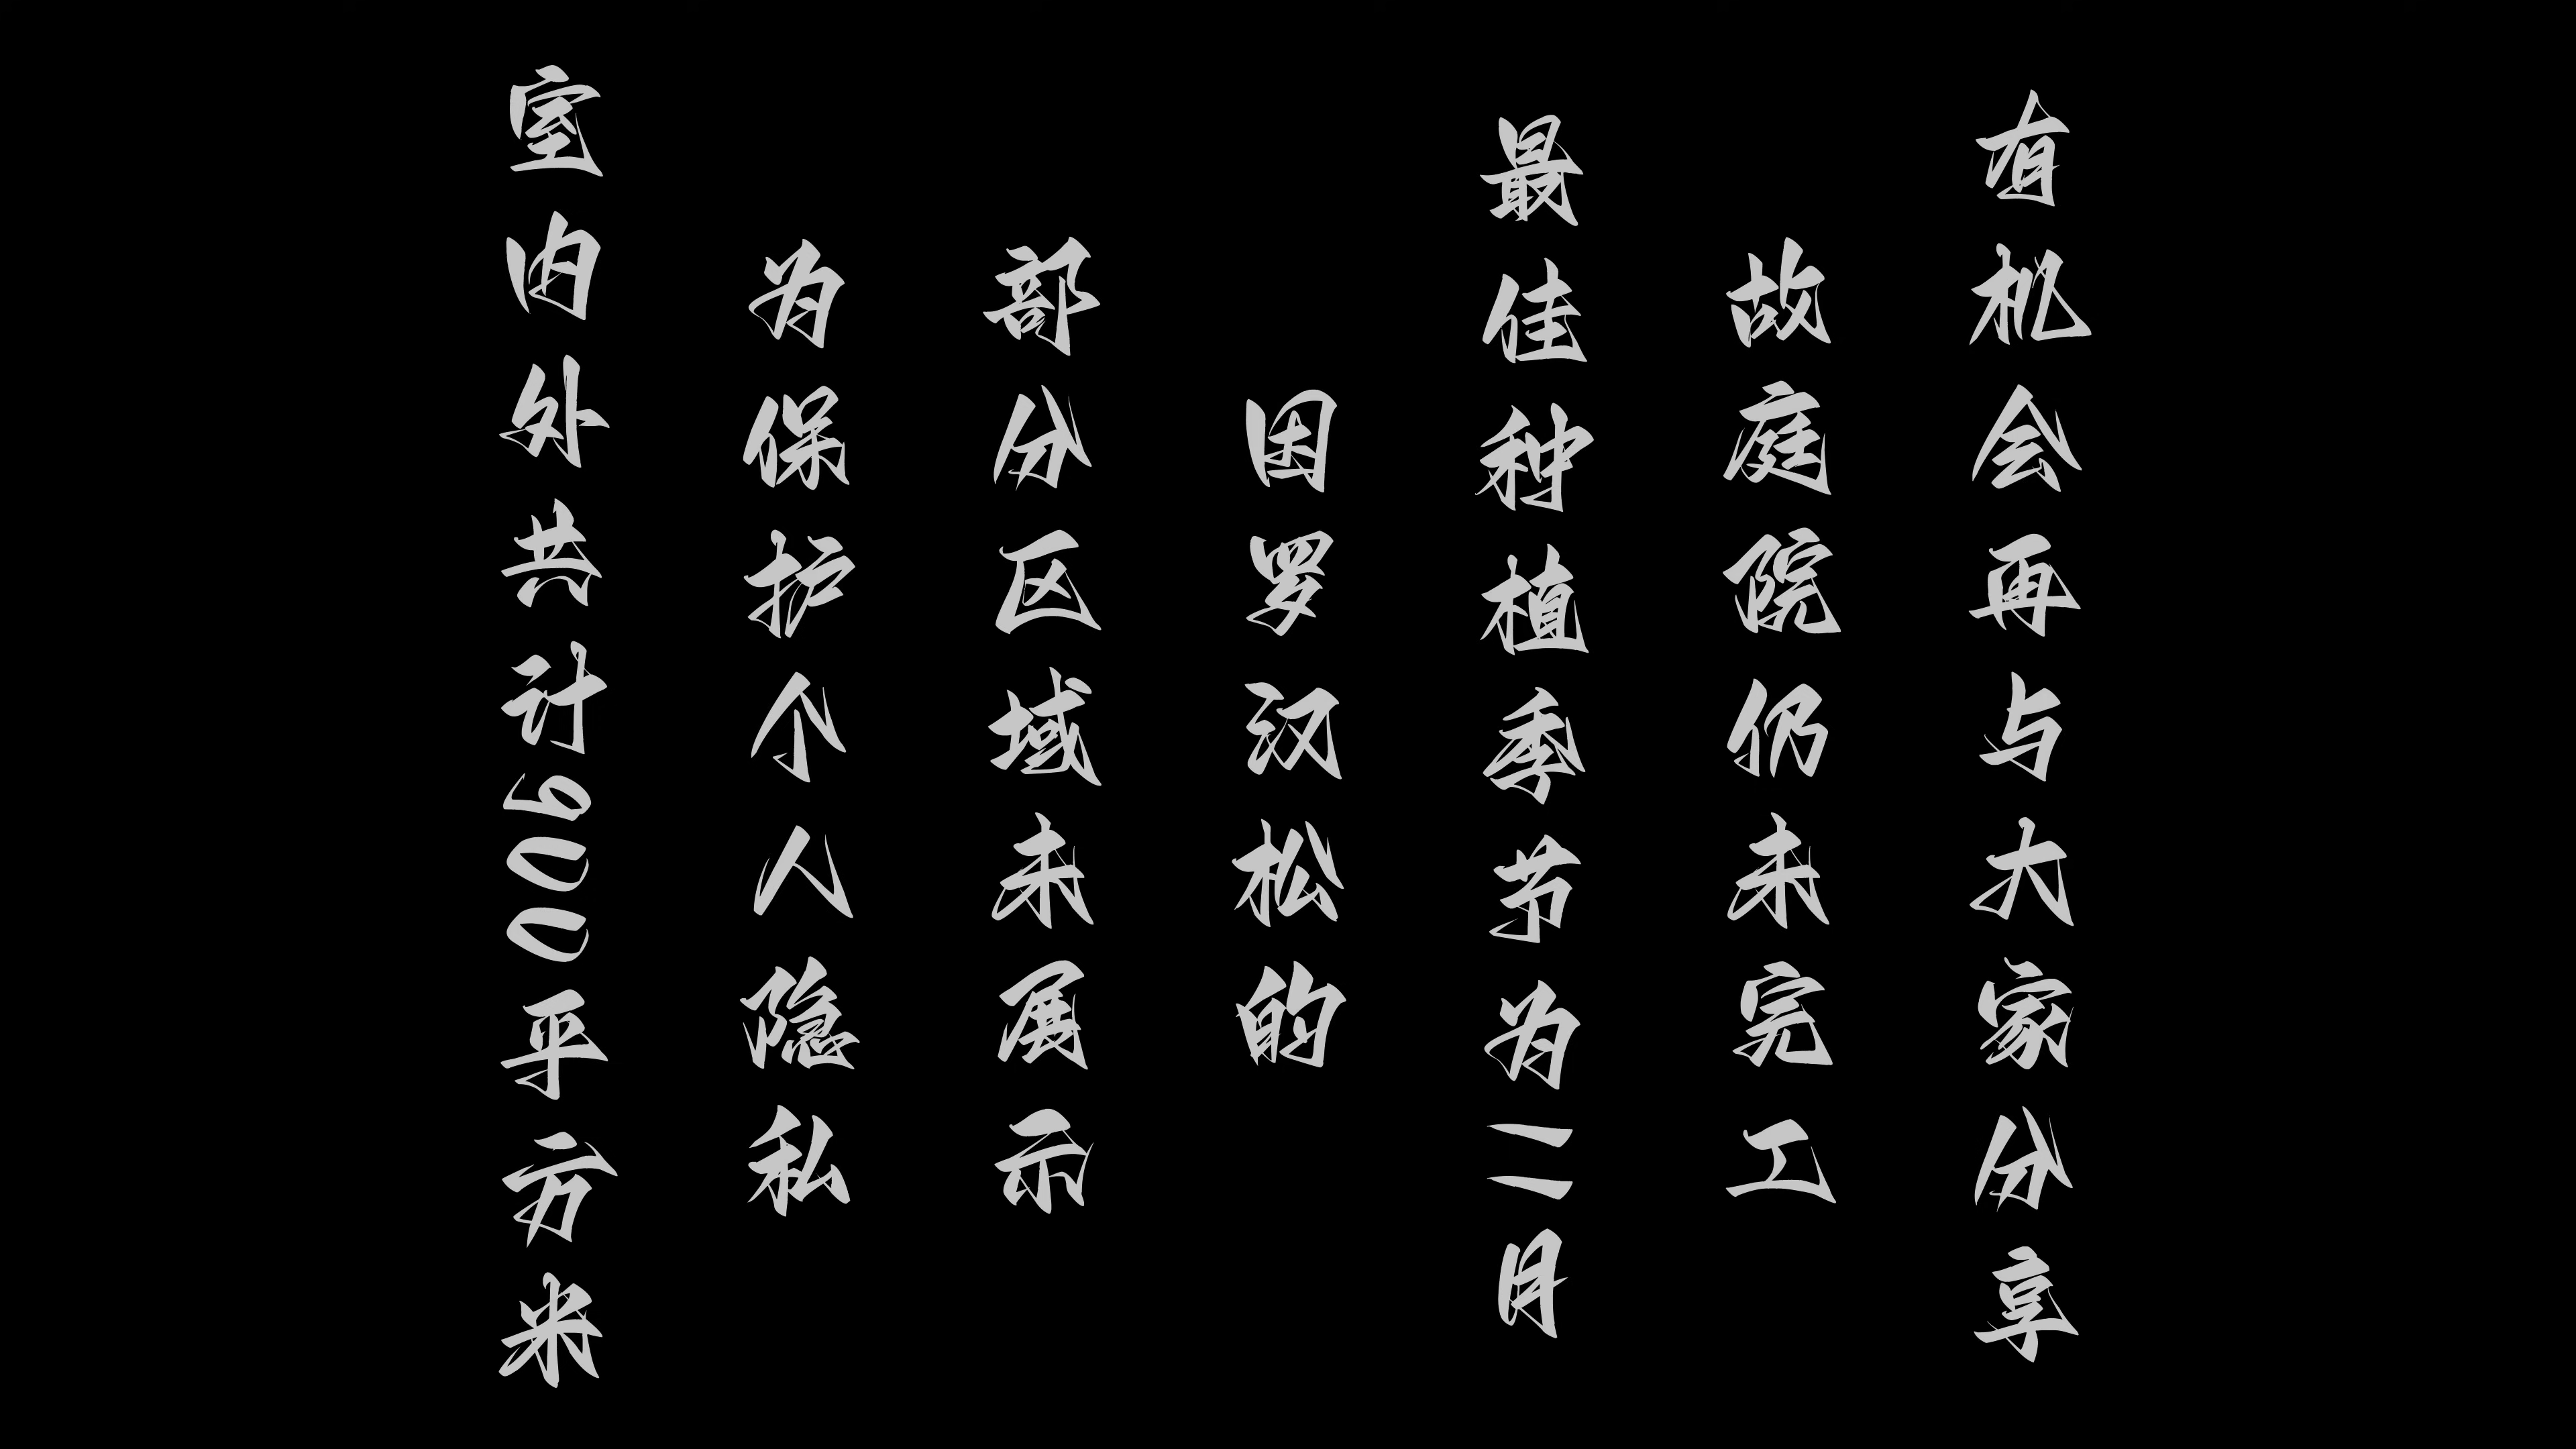 室内外共计900平方米
为保护个人隐私
部分区域未展示
因罗汉松的
最佳种植季节为二月
故庭院仍未完工
有机会再与大家分享